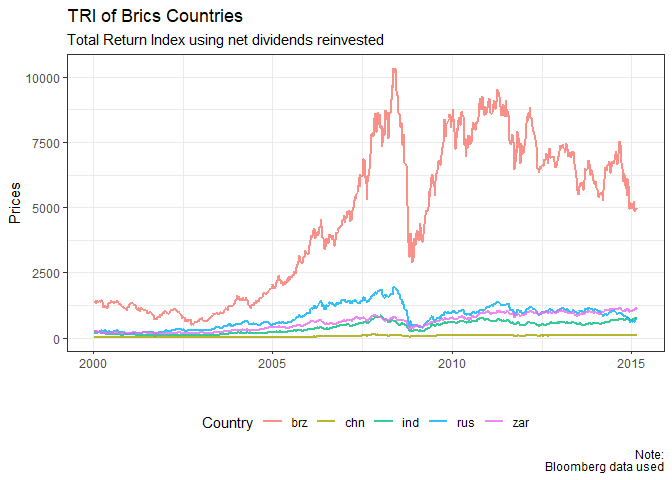 TRI of Brics Countries
Total Return Index using net dividends reinvested
10000
7500
5000
2500
0
Prices
2000 2005 2010 2015
Country brz chn ind rus zar
Note:
Bloomberg data used